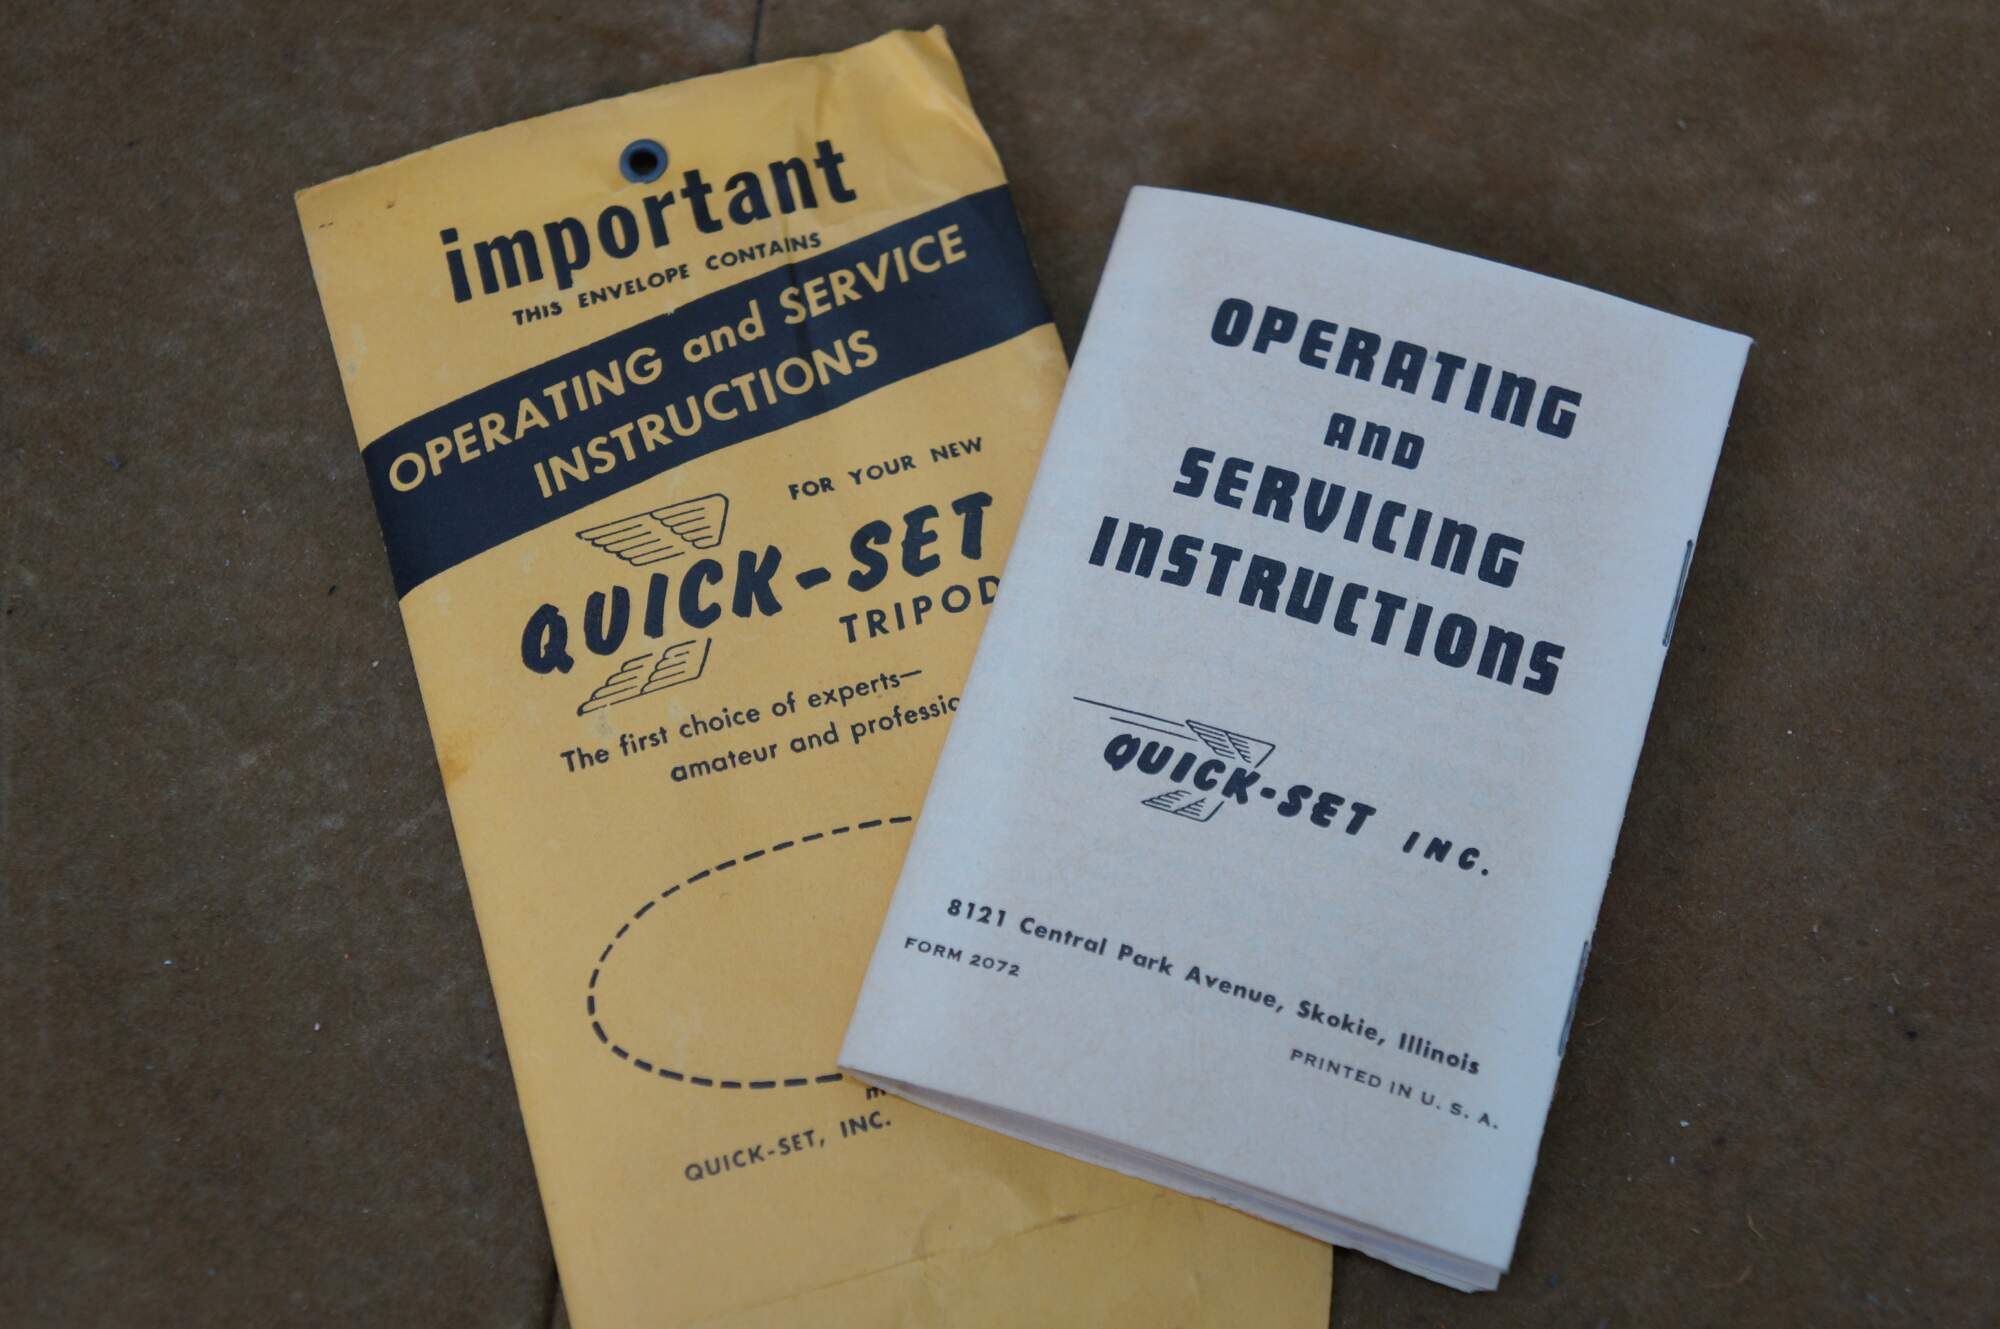 important
THIS ENVELOPE CONTAINS
OPERATING and SERVICE
INSTRUCTIONS
FOR YOUR NEW
QUICK-SET
TRIPOD
The first choice of experts—
amateur and
QUICK-SET, INC.
OPERATING
AND
SERVICING
INSTRUCTIONS
QUICK-SET INC.
8121 Central Park Avenue, Skokie, Illinois
FORM 2072
PRINTED IN U. S. A.